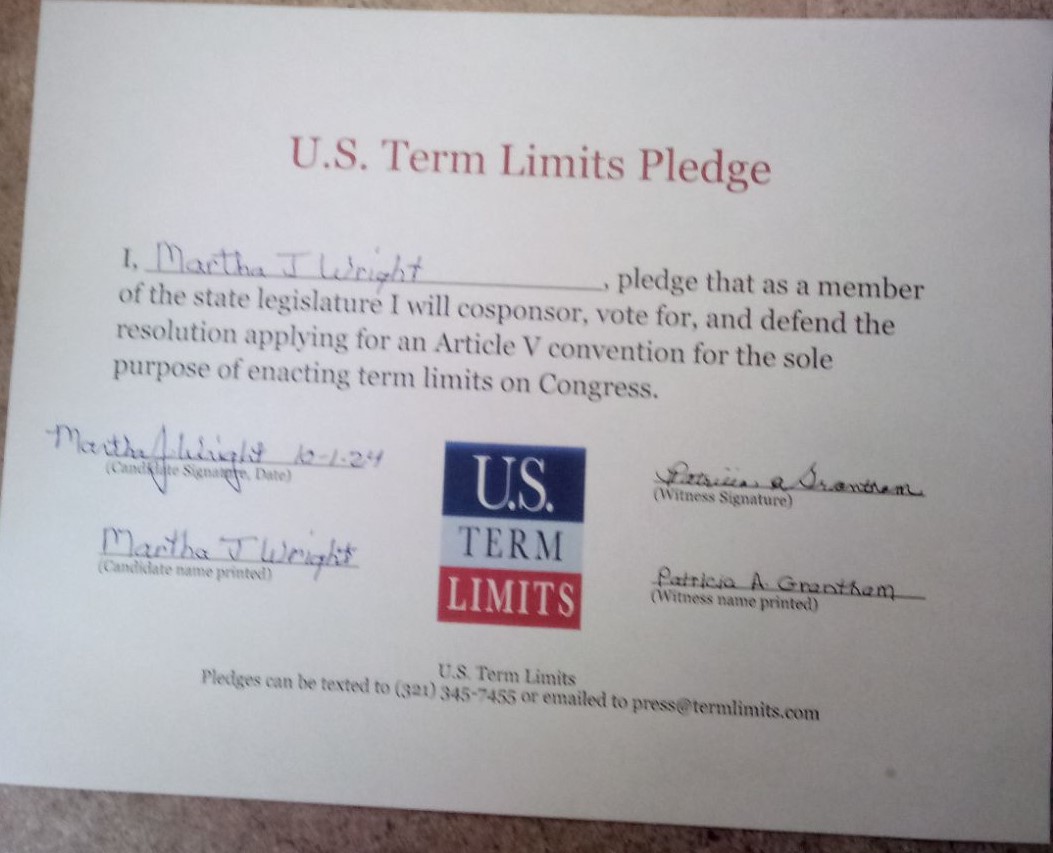 U.S. Term Limits Pledge
I, Martha J Wright, pledge that as a member
of the state legislature I will cosponsor, vote for, and defend the
resolution applying for an Article V convention for the sole
purpose of enacting term limits on Congress.
Martha J Wright 10-1-24
(Candidate Signature, Date)
Martha J Wright
(Candidate name printed)
U.S.
TERM
LIMITS
Patricia A Grantham
(Witness Signature)
Patricia A. Grantham
(Witness name printed)
U.S. Term Limits
Pledges can be texted to (321) 345-7455 or emailed to press@termlimits.com